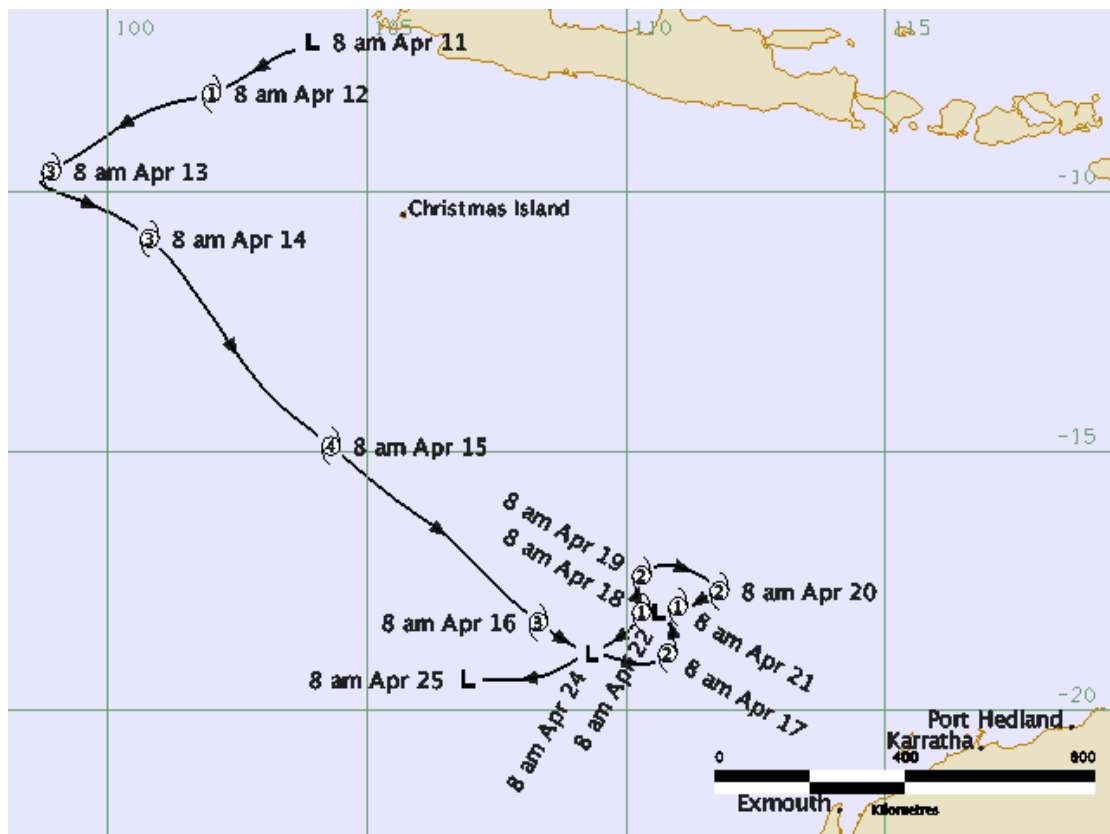 100
105
110
115
L 8 am Apr 11
1 8 am Apr 12
3 8 am Apr 13
-10
Christmas Island
3 8 am Apr 14
-15
4 8 am Apr 15
8 am Apr 19 2
8 am Apr 18 1
2 8 am Apr 20
L
1 8 am Apr 21
8 am Apr 16 3
8 am Apr 22
L
8 am Apr 24
2 8 am Apr 17
8 am Apr 25 L
-20
Port Hedland
Karratha
0 400 800
Exmouth
Kilometres